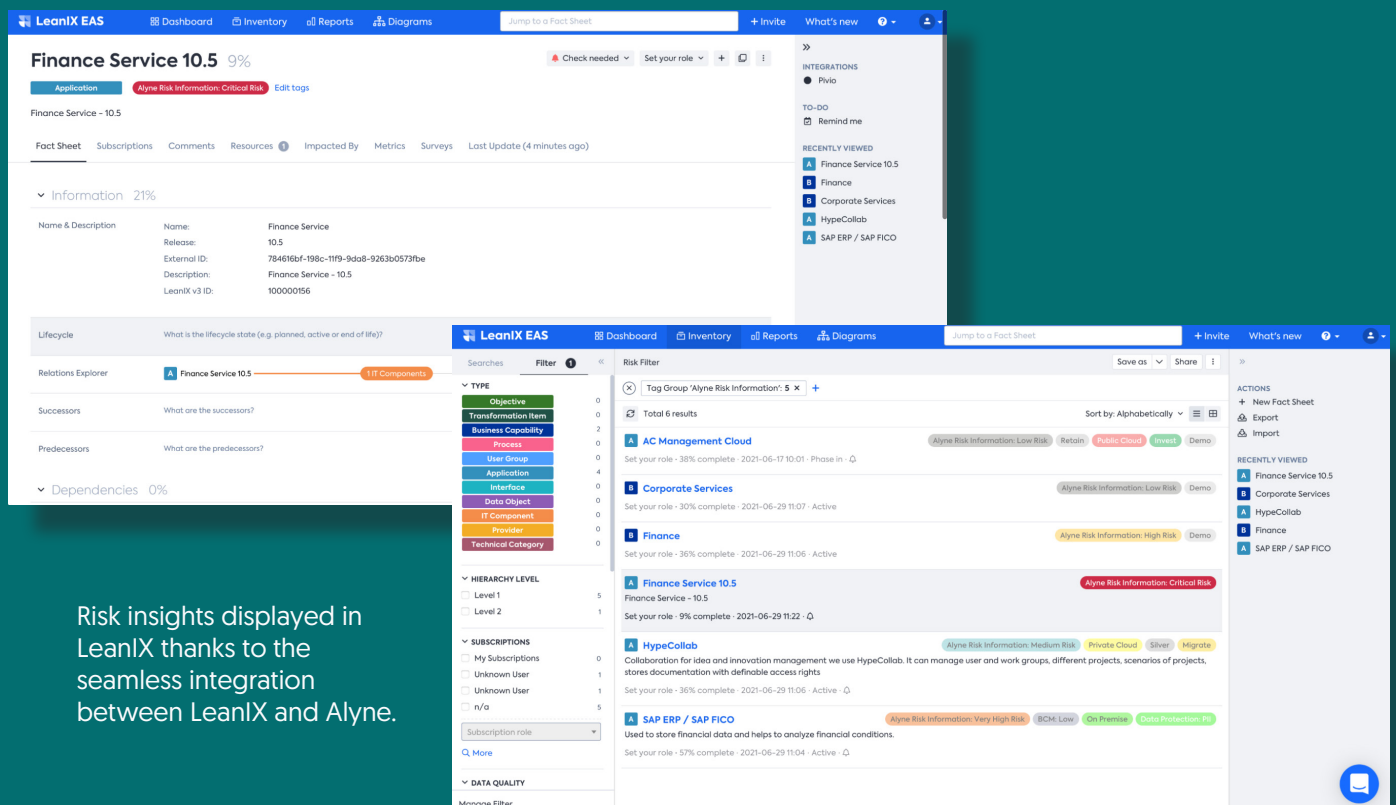 LeanIX EAS Dashboard Inventory Reports Diagrams Jump to a Fact Sheet + Invite What's new ?
Finance Service 10.5 9%
Check needed Set your role +
Application Alyne Risk Information: Critical Risk Edit tags
Finance Service - 10.5
Fact Sheet Subscriptions Comments Resources 1 Impacted By Metrics Surveys Last Update (4 minutes ago)
Information 21%
Name & Description Name: Finance Service
Release: 10.5
External ID: 784616bf-198c-11f9-9da8-9263b0573fbe
Description: Finance Service - 10.5
LeanIX v3 ID: 100000156
Lifecycle What is the lifecycle state (e.g. planned, active or end of life)?
Relations Explorer A Finance Service 10.5 1 IT Components
Successors What are the successors?
Predecessors What are the predecessors?
Dependencies 0%
»
INTEGRATIONS
Pivio
TO-DO
Remind me
RECENTLY VIEWED
A Finance Service 10.5
B Finance
B Corporate Services
A HypeCollab
A SAP ERP / SAP FICO
LeanIX EAS Dashboard Inventory Reports Diagrams Jump to a Fact Sheet + Invite What's new ?
Searches Filter 1 «
TYPE
Objective 0
Transformation Item 0
Business Capability 2
Process 0
User Group 0
Application 4
Interface 0
Data Object 0
IT Component 0
Provider 0
Technical Category 0
HIERARCHY LEVEL
Level 1 5
Level 2 1
SUBSCRIPTIONS
My Subscriptions 0
Unknown User 1
Unknown User 1
n/a 5
Subscription role
More
DATA QUALITY
Manage Filter
Risk Filter Save as Share
Tag Group 'Alyne Risk Information': 5 × +
Total 6 results Sort by: Alphabetically
A AC Management Cloud Alyne Risk Information: Low Risk Retain Public Cloud Invest Demo
Set your role · 38% complete · 2021-06-17 10:01 · Phase in ·
B Corporate Services Alyne Risk Information: Low Risk Demo
Set your role · 30% complete · 2021-06-29 11:07 · Active
B Finance Alyne Risk Information: High Risk Demo
Set your role · 36% complete · 2021-06-29 11:06 · Active
A Finance Service 10.5 Alyne Risk Information: Critical Risk
Finance Service - 10.5
Set your role · 9% complete · 2021-06-29 11:22 ·
A HypeCollab Alyne Risk Information: Medium Risk Private Cloud Silver Migrate
Collaboration for idea and innovation management we use HypeCollab. It can manage user and work groups, different projects, scenarios of projects,
stores documentation with definable access rights
Set your role · 36% complete · 2021-06-29 11:06 · Active ·
A SAP ERP / SAP FICO Alyne Risk Information: Very High Risk BCM: Low On Premise Data Protection: PII
Used to store financial data and helps to analyze financial conditions.
Set your role · 57% complete · 2021-06-29 11:04 · Active ·
»
ACTIONS
+ New Fact Sheet
Export
Import
RECENTLY VIEWED
A Finance Service 10.5
B Corporate Services
A HypeCollab
B Finance
A SAP ERP / SAP FICO
Risk insights displayed in
LeanIX thanks to the
seamless integration
between LeanIX and Alyne.